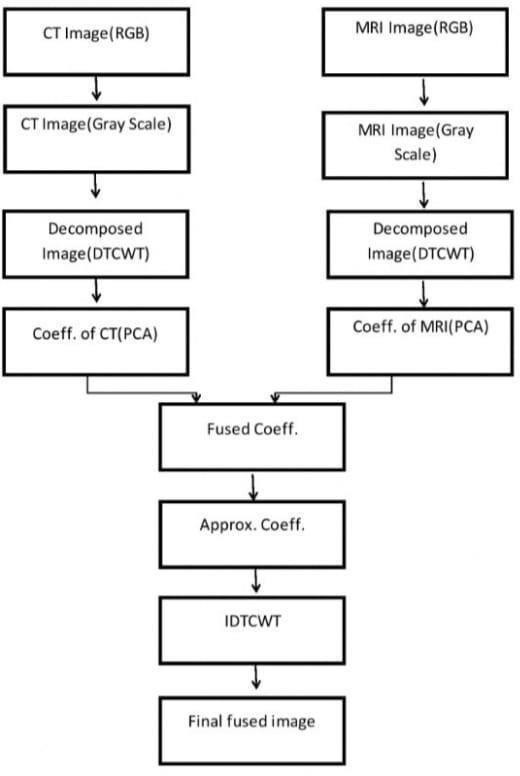 CT Image(RGB)
MRI Image(RGB)
CT Image(Gray Scale)
MRI Image(Gray
Scale)
Decomposed
Image(DTCWT)
Decomposed
Image(DTCWT)
Coeff. of CT(PCA)
Coeff. of MRI(PCA)
Fused Coeff.
Approx. Coeff.
IDTCWT
Final fused image